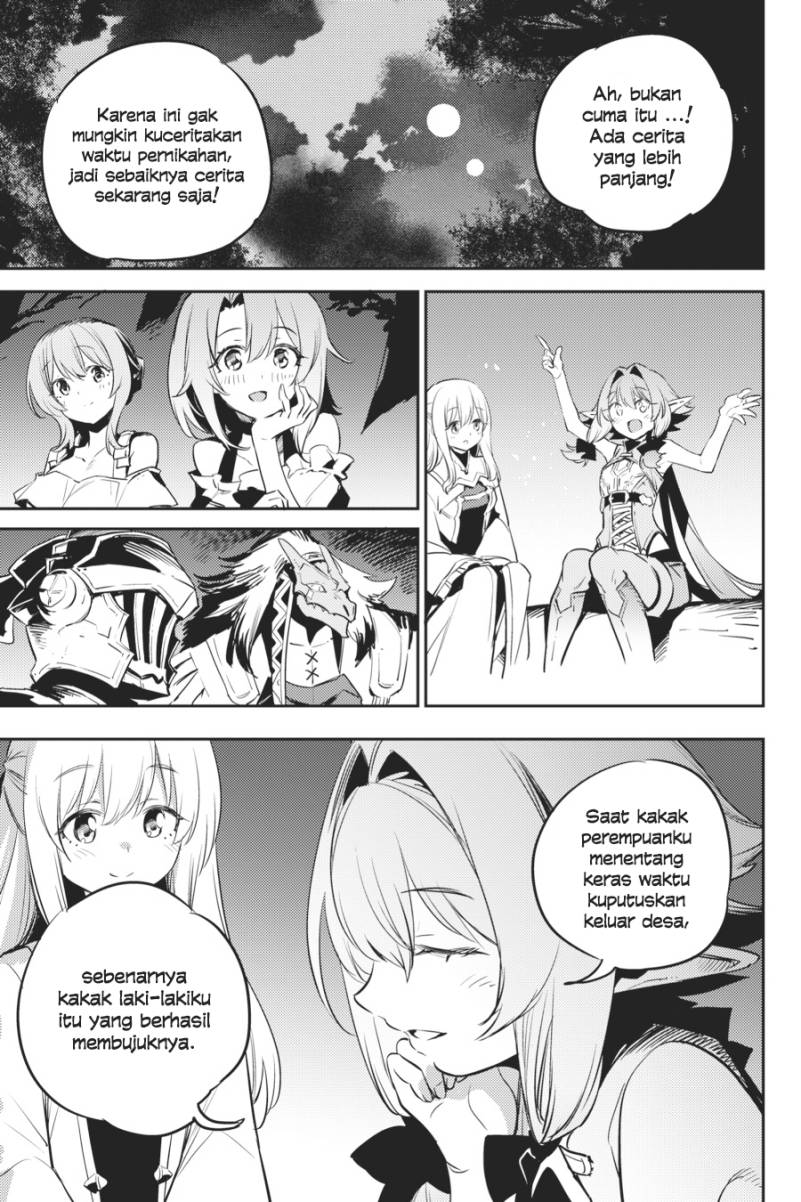 Ah, bukan
cuma itu ...!
Ada cerita
yang lebih
panjang!
Karena ini gak
mungkin kuceritakan
waktu pernikahan,
jadi sebaiknya cerita
sekarang saja!
Saat kakak
perempuanku
menentang
keras waktu
kuputuskan
keluar desa,
sebenarnya
kakak laki-lakiku
itu yang berhasil
membujuknya.